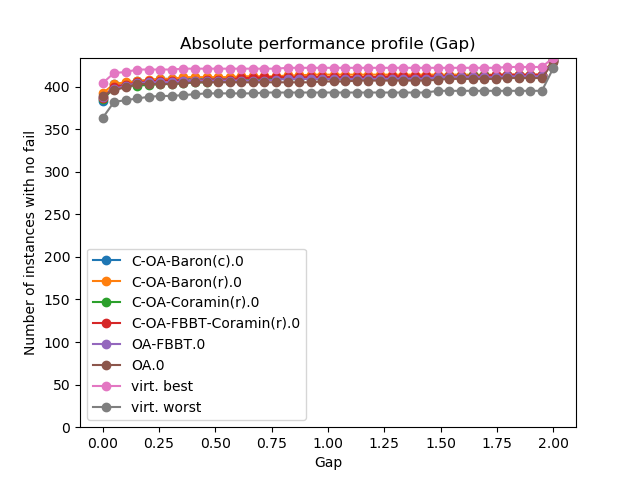 Absolute performance profile (Gap)
Number of instances with no fail
400
350
300
250
200
150
100
50
0
C-OA-Baron(c).0
C-OA-Baron(r).0
C-OA-Coramin(r).0
C-OA-FBBT-Coramin(r).0
OA-FBBT.0
OA.0
virt. best
virt. worst
0.00 0.25 0.50 0.75 1.00 1.25 1.50 1.75 2.00
Gap